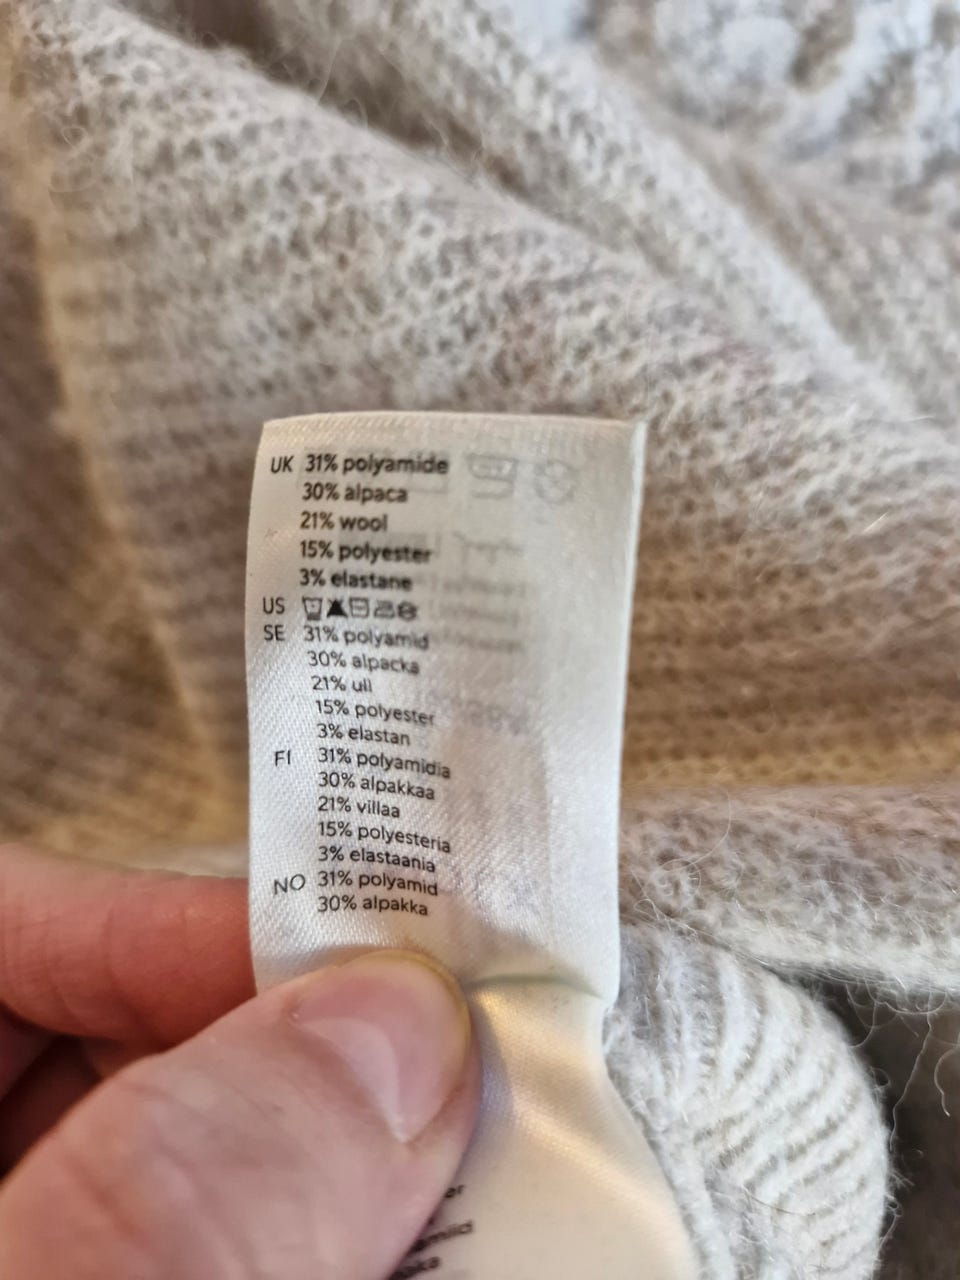 UK 31% polyamide
30% alpaca
21% wool
15% polyester
3% elastane
US
SE 31% polyamid
30% alpacka
21% ull
15% polyester
3% elastan
FI 31% polyamidia
30% alpakkaa
21% villaa
15% polyesteria
3% elastaania
NO 31% polyamid
30% alpakka